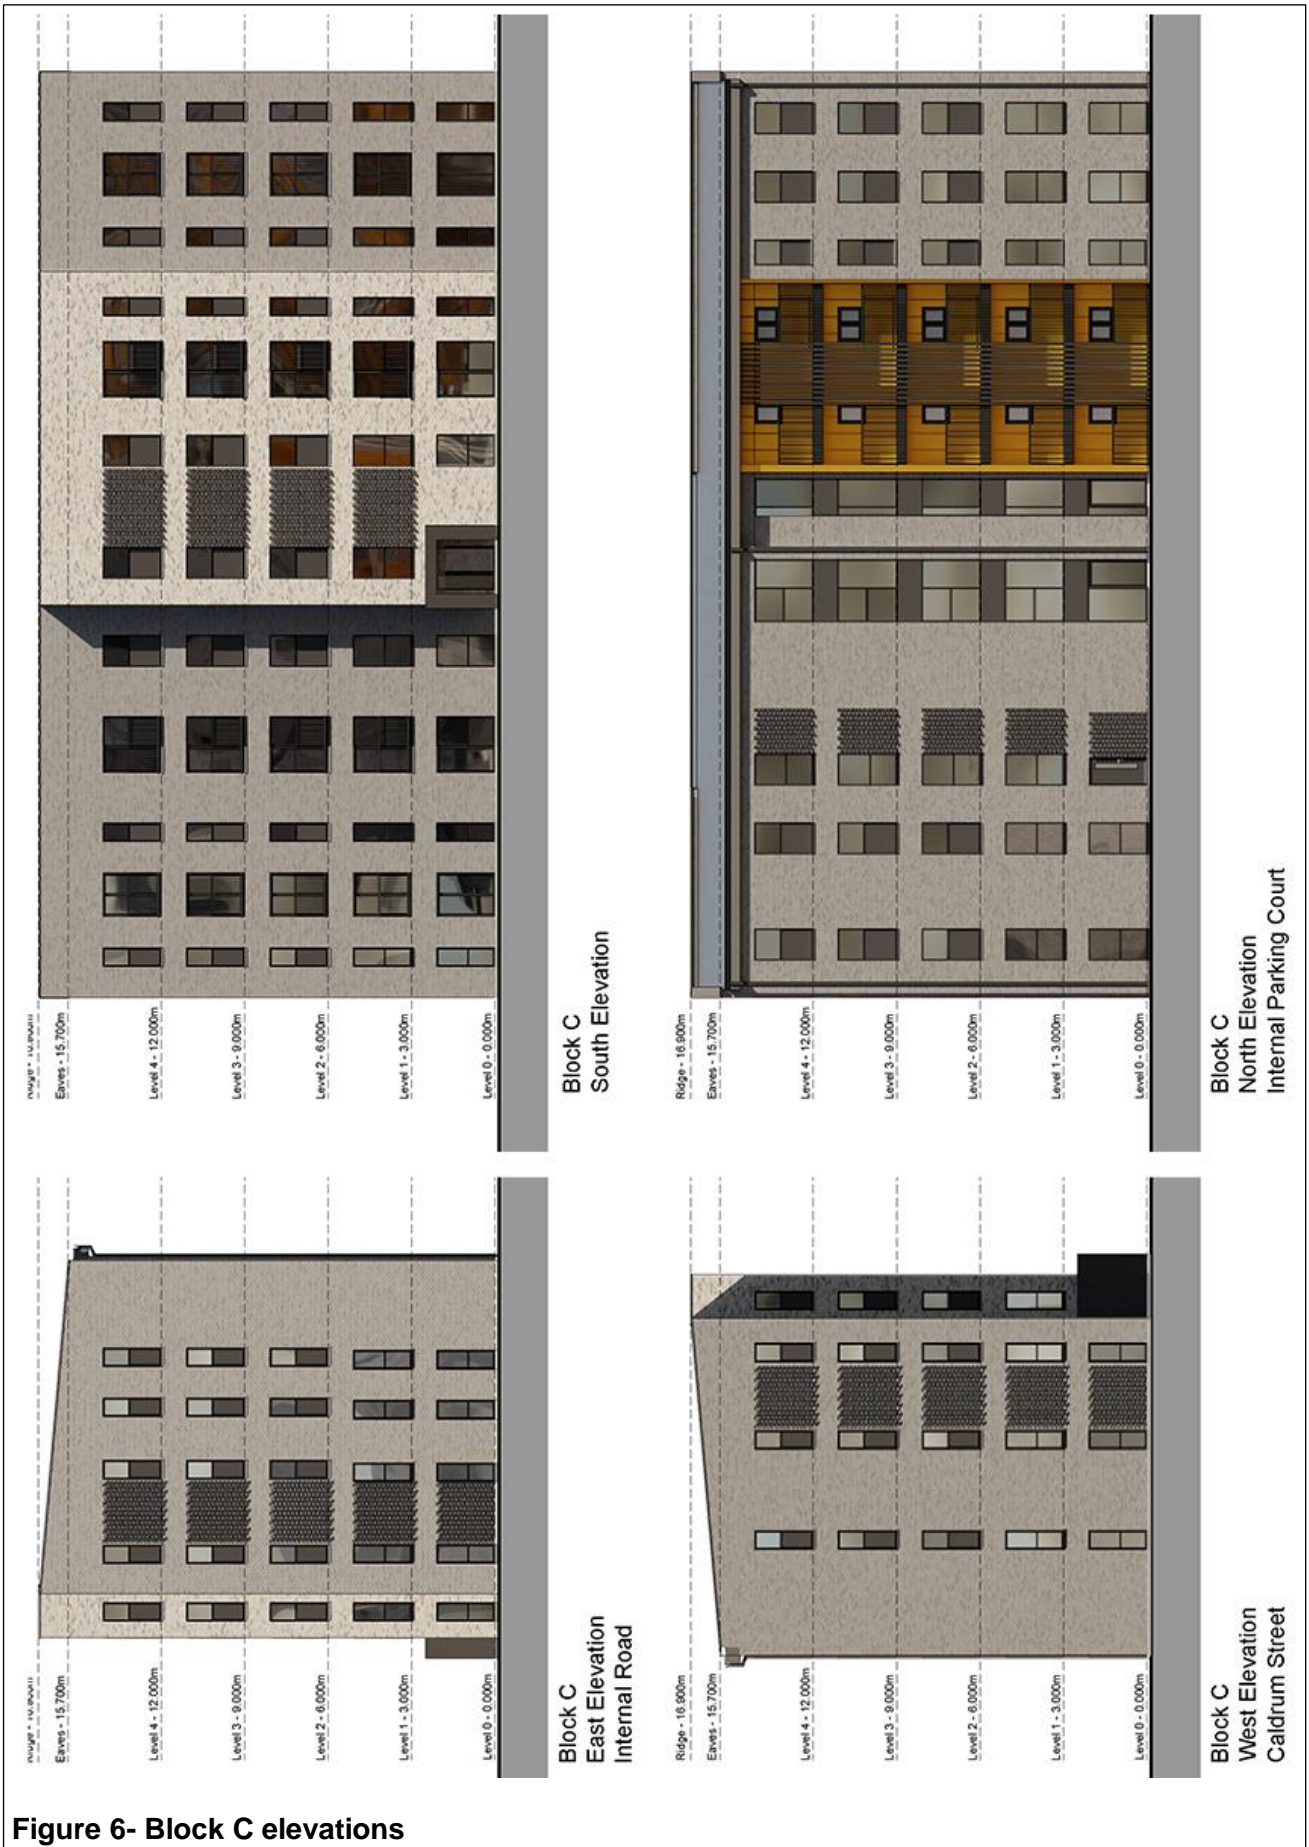 Eaves - 15.700m
Level 4 - 12.000m
Level 3 - 9.000m
Level 2 - 6.000m
Level 1 - 3.000m
Level 0 - 0.000m
Block C
East Elevation
Internal Road
Eaves - 15.700m
Level 4 - 12.000m
Level 3 - 9.000m
Level 2 - 6.000m
Level 1 - 3.000m
Level 0 - 0.000m
Block C
South Elevation
Ridge - 16.900m
Eaves - 15.700m
Level 4 - 12.000m
Level 3 - 9.000m
Level 2 - 6.000m
Level 1 - 3.000m
Level 0 - 0.000m
Block C
West Elevation
Caldrum Street
Ridge - 16.900m
Eaves - 15.700m
Level 4 - 12.000m
Level 3 - 9.000m
Level 2 - 6.000m
Level 1 - 3.000m
Level 0 - 0.000m
Block C
North Elevation
Internal Parking Court
Figure 6- Block C elevations